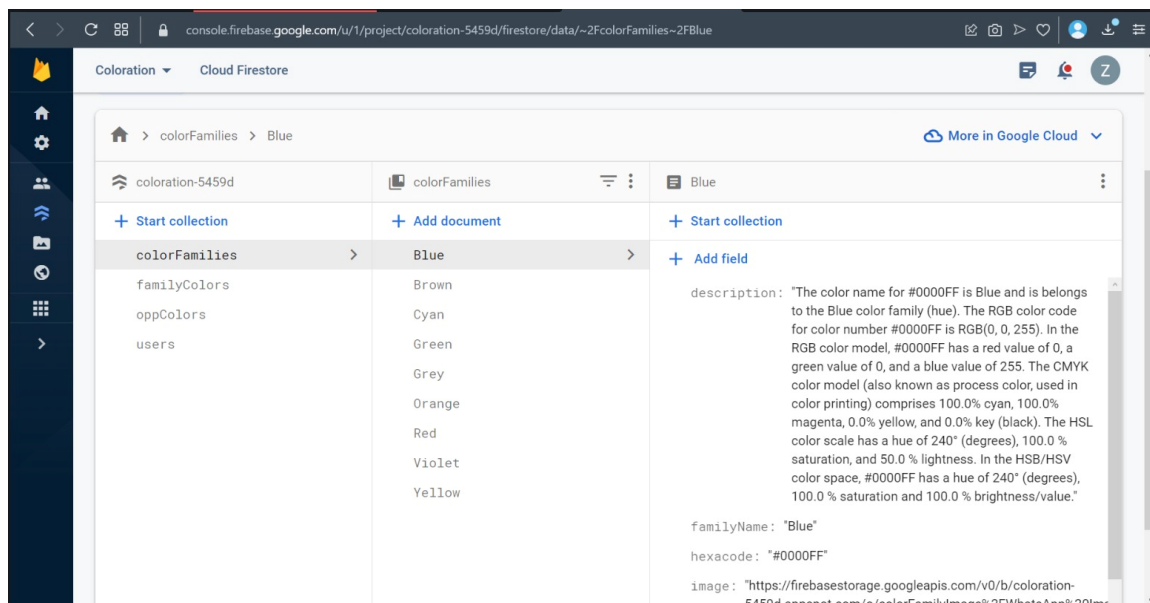 console.firebase.google.com/u/1/project/coloration-5459d/firestore/data/~2FcolorFamilies~2FBlue
Coloration
Cloud Firestore
Z
colorFamilies > Blue
More in Google Cloud
coloration-5459d
colorFamilies
Blue
+ Start collection
+ Add document
+ Start collection
colorFamilies
familyColors
oppColors
users
Blue
Brown
Cyan
Green
Grey
Orange
Red
Violet
Yellow
+ Add field
description: "The color name for #0000FF is Blue and is belongs
to the Blue color family (hue). The RGB color code
for color number #0000FF is RGB(0, 0, 255). In the
RGB color model, #0000FF has a red value of 0, a
green value of 0, and a blue value of 255. The CMYK
color model (also known as process color, used in
color printing) comprises 100.0% cyan, 100.0%
magenta, 0.0% yellow, and 0.0% key (black). The HSL
color scale has a hue of 240° (degrees), 100.0 %
saturation, and 50.0 % lightness. In the HSB/HSV
color space, #0000FF has a hue of 240° (degrees),
100.0 % saturation and 100.0 % brightness/value."
familyName: "Blue"
hexacode: "#0000FF"
image: "https://firebasestorage.googleapis.com/v0/b/coloration-